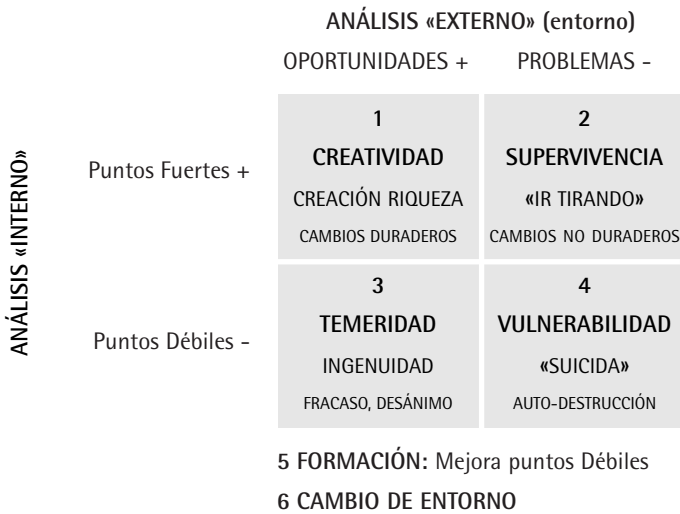 ANÁLISIS «EXTERNO» (entorno)
OPORTUNIDADES + PROBLEMAS -
ANÁLISIS «INTERNO»
Puntos Fuertes +
1
CREATIVIDAD
CREACIÓN RIQUEZA
CAMBIOS DURADEROS
2
SUPERVIVENCIA
«IR TIRANDO»
CAMBIOS NO DURADEROS
Puntos Débiles -
3
TEMERIDAD
INGENUIDAD
FRACASO, DESÁNIMO
4
VULNERABILIDAD
«SUICIDA»
AUTO-DESTRUCCIÓN
5 FORMACIÓN: Mejora puntos Débiles
6 CAMBIO DE ENTORNO